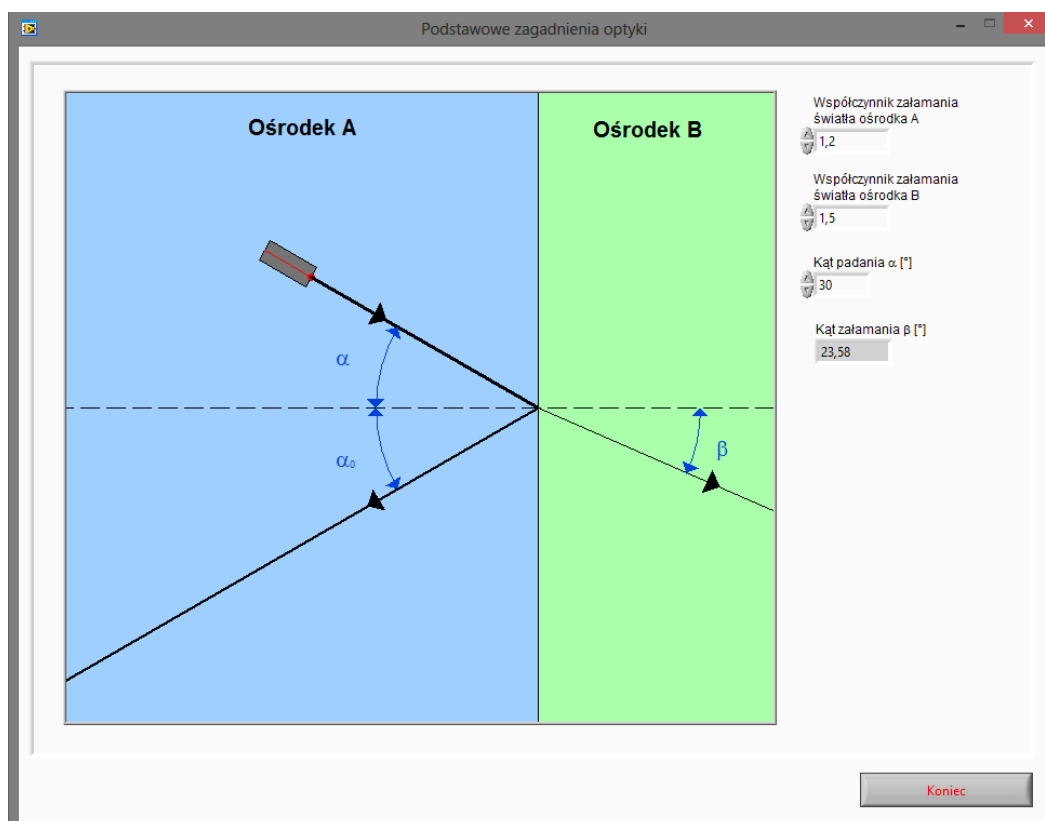 Podstawowe zagadnienia optyki
Ośrodek A
Ośrodek B
α
α₀
β
Współczynnik załamania
światła ośrodka A
1,2
Współczynnik załamania
światła ośrodka B
1,5
Kąt padania α [°]
30
Kąt załamania β [°]
23,58
Koniec